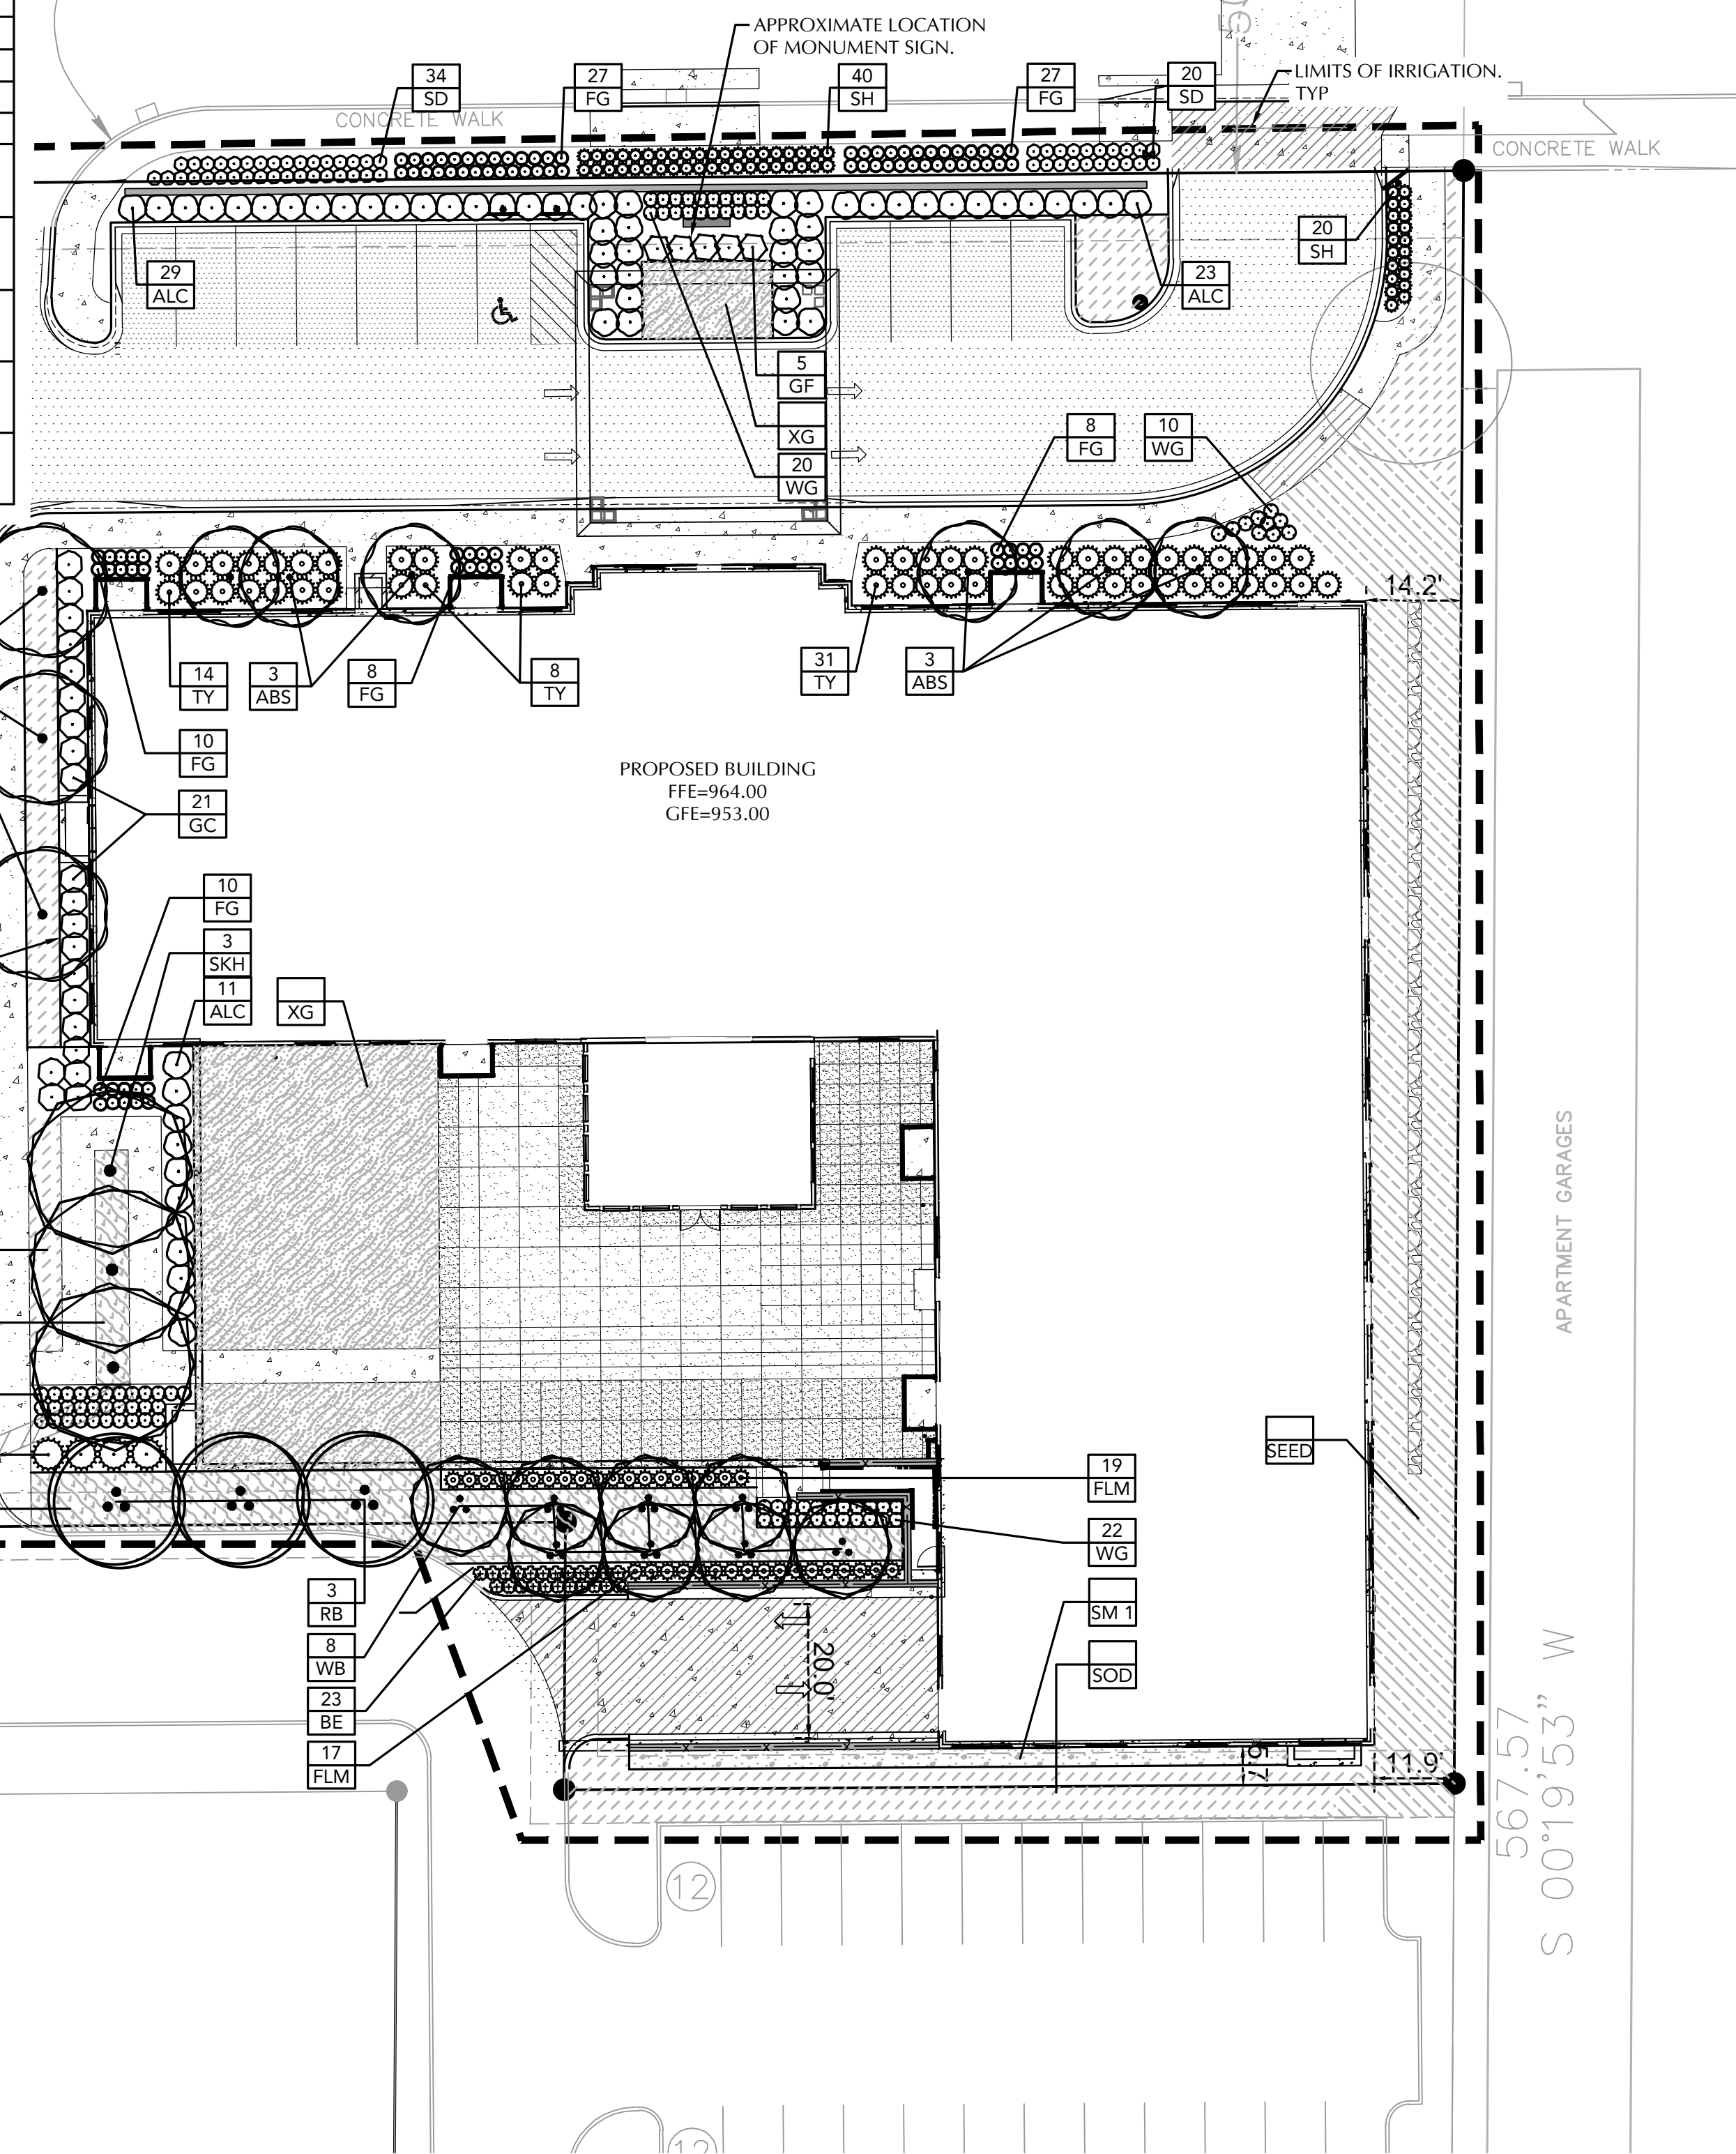 APPROXIMATE LOCATION
OF MONUMENT SIGN.
34
SD
27
FG
40
SH
27
FG
20
SD
LIMITS OF IRRIGATION.
TYP
CONCRETE WALK
CONCRETE WALK
20
SH
29
ALC
23
ALC
5
GF
XG
20
WG
8
FG
10
WG
14.2'
14
TY
3
ABS
8
FG
8
TY
31
TY
3
ABS
10
FG
PROPOSED BUILDING
FFE=964.00
GFE=953.00
21
GC
10
FG
3
SKH
11
ALC
XG
APARTMENT GARAGES
SEED
19
FLM
22
WG
3
RB
SM 1
8
WB
SOD
20.0'
23
BE
17
FLM
5.7'
11.9'
567.57
S 00°19'53" W
12
12